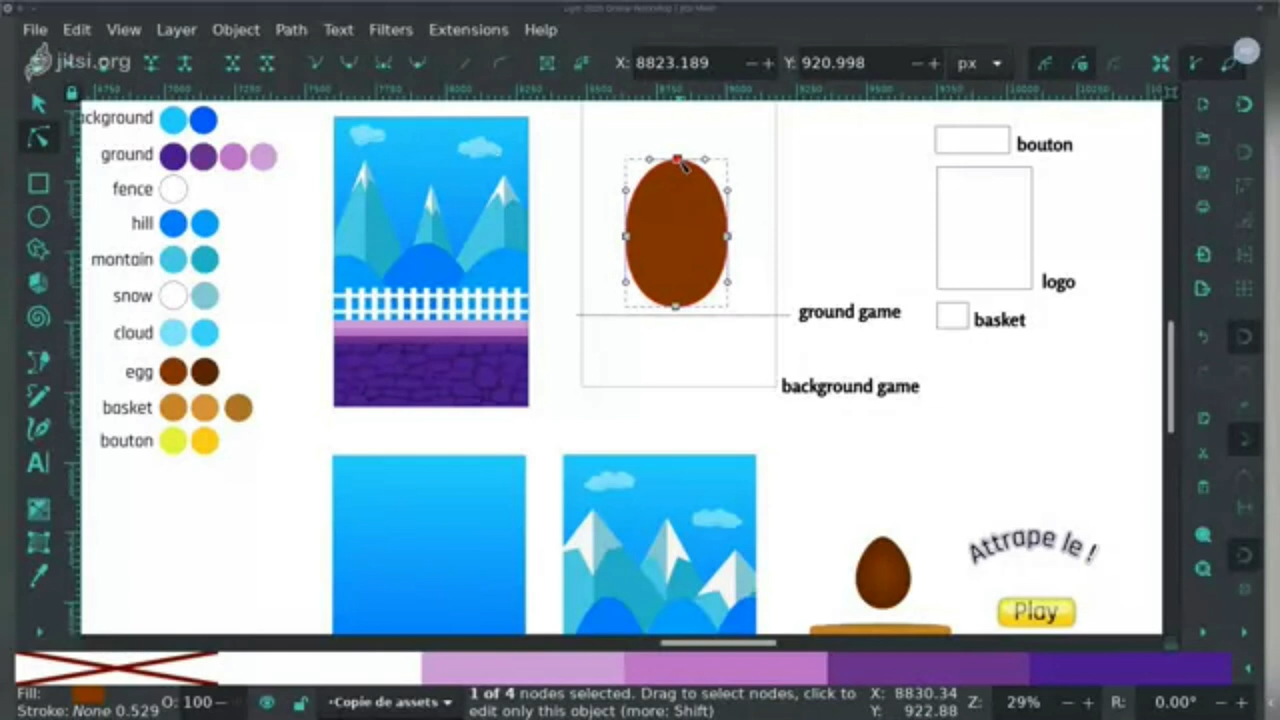 File Edit View Layer Object Path Text Filters Extensions Help
jitsi.org
X: 8823.189 Y: 920.998 px
ckground
ground
fence
hill
montain
snow
cloud
egg
basket
bouton
ground game
background game
bouton
logo
basket
Attrape le !
Play
Fill:
Stroke: None 0.529
O: 100
•Copie de assets
1 of 4 nodes selected. Drag to select nodes, click to
edit only this object (more: Shift)
X: 8830.34
Y: 922.88
Z: 29%
R: 0.00°